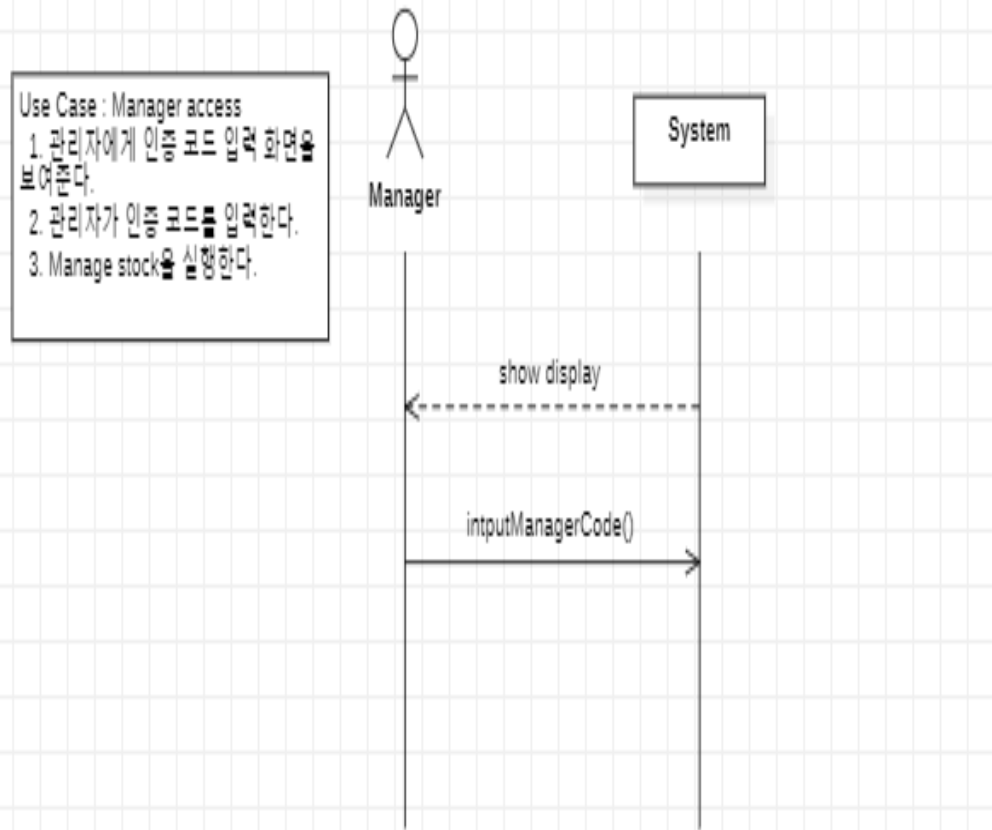 Use Case : Manager access
1. 관리자에게 인증 코드 입력 화면을
보여준다.
2. 관리자가 인증 코드를 입력한다.
3. Manage stock을 실행한다.
Manager
System
show display
intputManagerCode()